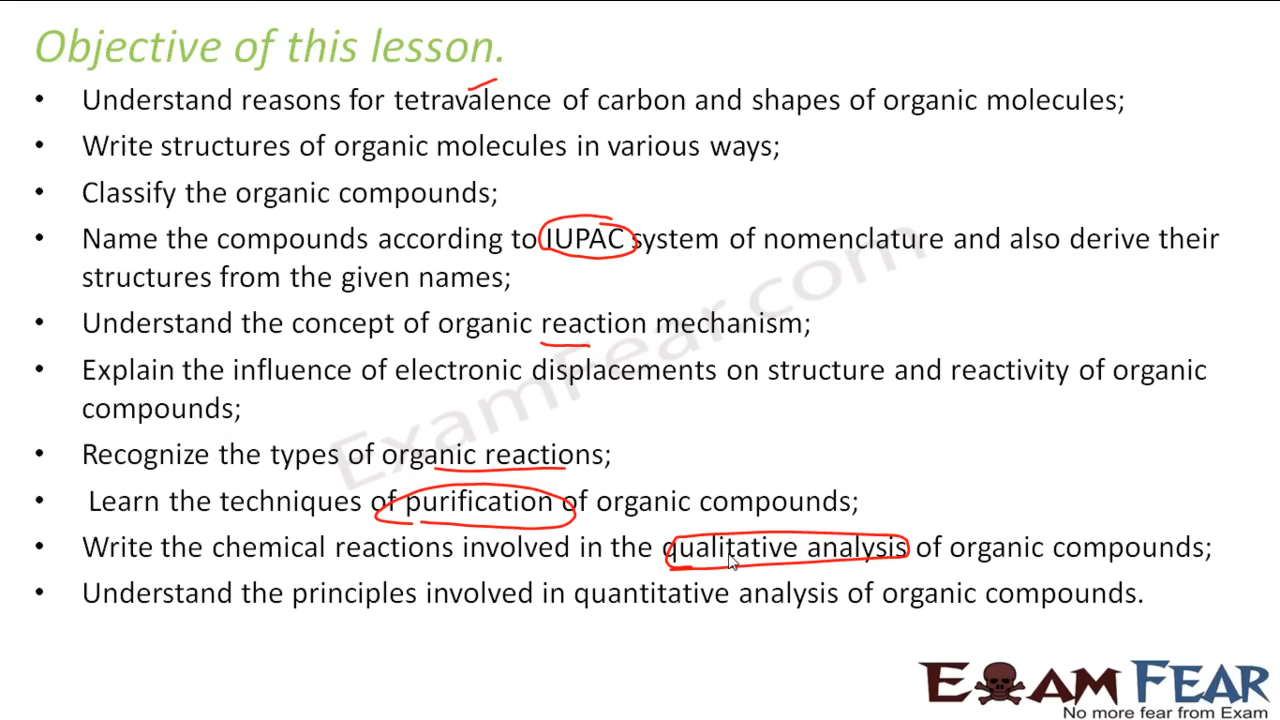 Objective of this lesson.
• Understand reasons for tetravalence of carbon and shapes of organic molecules;
• Write structures of organic molecules in various ways;
• Classify the organic compounds;
• Name the compounds according to IUPAC system of nomenclature and also derive their
structures from the given names;
• Understand the concept of organic reaction mechanism;
• Explain the influence of electronic displacements on structure and reactivity of organic
compounds;
• Recognize the types of organic reactions;
• Learn the techniques of purification of organic compounds;
• Write the chemical reactions involved in the qualitative analysis of organic compounds;
• Understand the principles involved in quantitative analysis of organic compounds.
ExamFear.com
EXAM FEAR
No more fear from Exam